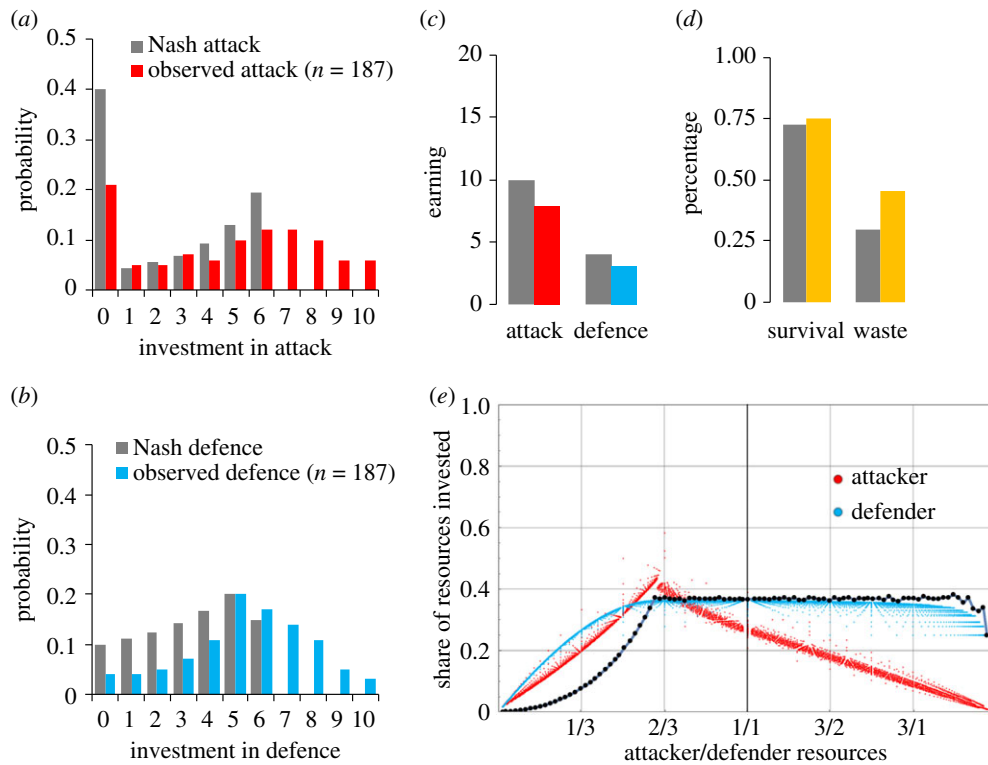 (a)
0.5
0.4
0.3
0.2
0.1
0
probability
Nash attack
observed attack (n = 187)
0 1 2 3 4 5 6 7 8 9 10
investment in attack
(c)
20
15
10
5
0
earning
attack defence
(d)
1.00
0.75
0.50
0.25
0
percentage
survival waste
(b)
0.5
0.4
0.3
0.2
0.1
0
probability
Nash defence
observed defence (n = 187)
0 1 2 3 4 5 6 7 8 9 10
investment in defence
(e)
1.0
0.8
0.6
0.4
0.2
0
share of resources invested
attacker
defender
1/3 2/3 1/1 3/2 3/1
attacker/defender resources